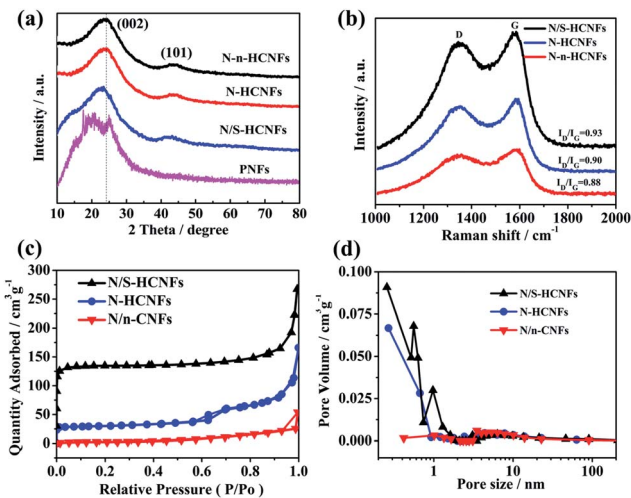 (a)
(002)
(101)
N-n-HCNFs
N-HCNFs
N/S-HCNFs
PNFs
Intensity / a.u.
10 20 30 40 50 60 70 80
2 Theta / degree
(b)
D
G
N/S-HCNFs
N-HCNFs
N-n-HCNFs
I_D/I_G=0.93
I_D/I_G=0.90
I_D/I_G=0.88
Intensity / a.u.
1000 1200 1400 1600 1800 2000
Raman shift / cm⁻¹
(c)
N/S-HCNFs
N-HCNFs
N/n-CNFs
Quantity Adsorbed / cm³g⁻¹
300
250
200
150
100
50
0
0.0 0.2 0.4 0.6 0.8 1.0
Relative Pressure ( P/Po )
(d)
N/S-HCNFs
N-HCNFs
N/n-CNFs
Pore Volume / cm³g⁻¹
0.100
0.075
0.050
0.025
0.000
1 10 100
Pore size / nm